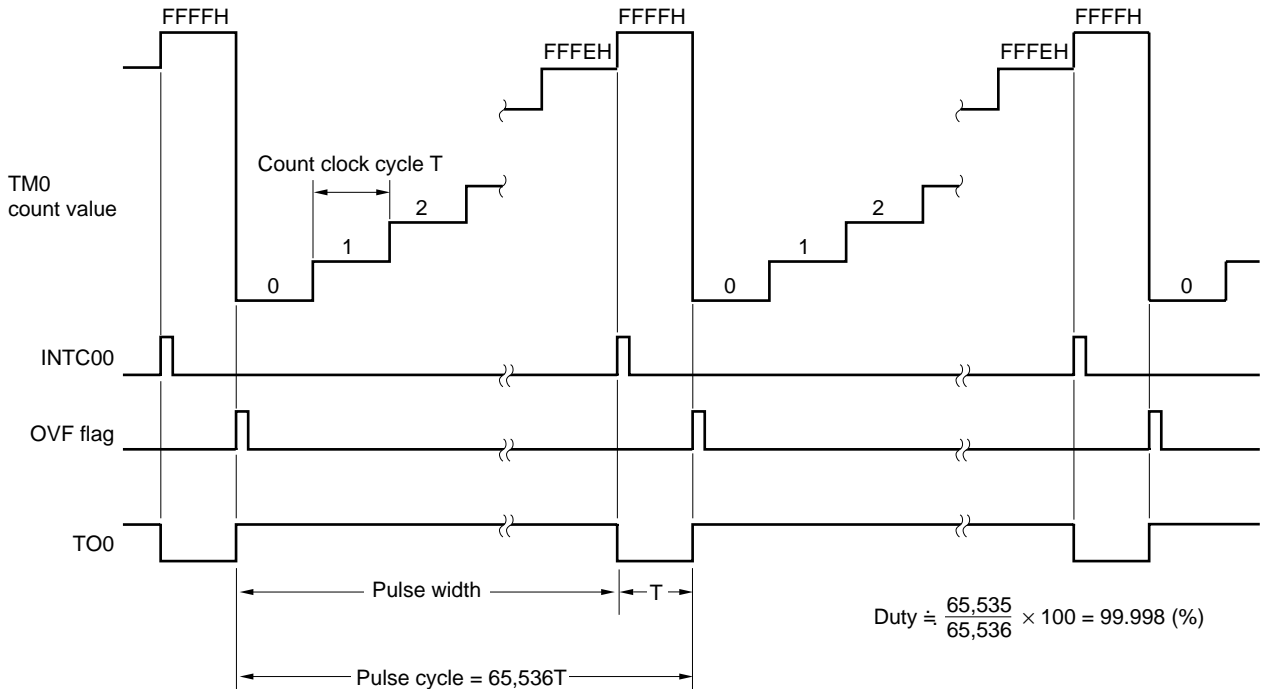 FFFFH
FFFFH
FFFFH
FFFEH
FFFEH
Count clock cycle T
TM0
count value
0
1
2
0
1
2
0
INTC00
OVF flag
TO0
Pulse width
T
Duty ≒ 65,535/65,536 × 100 = 99.998 (%)
Pulse cycle = 65,536T